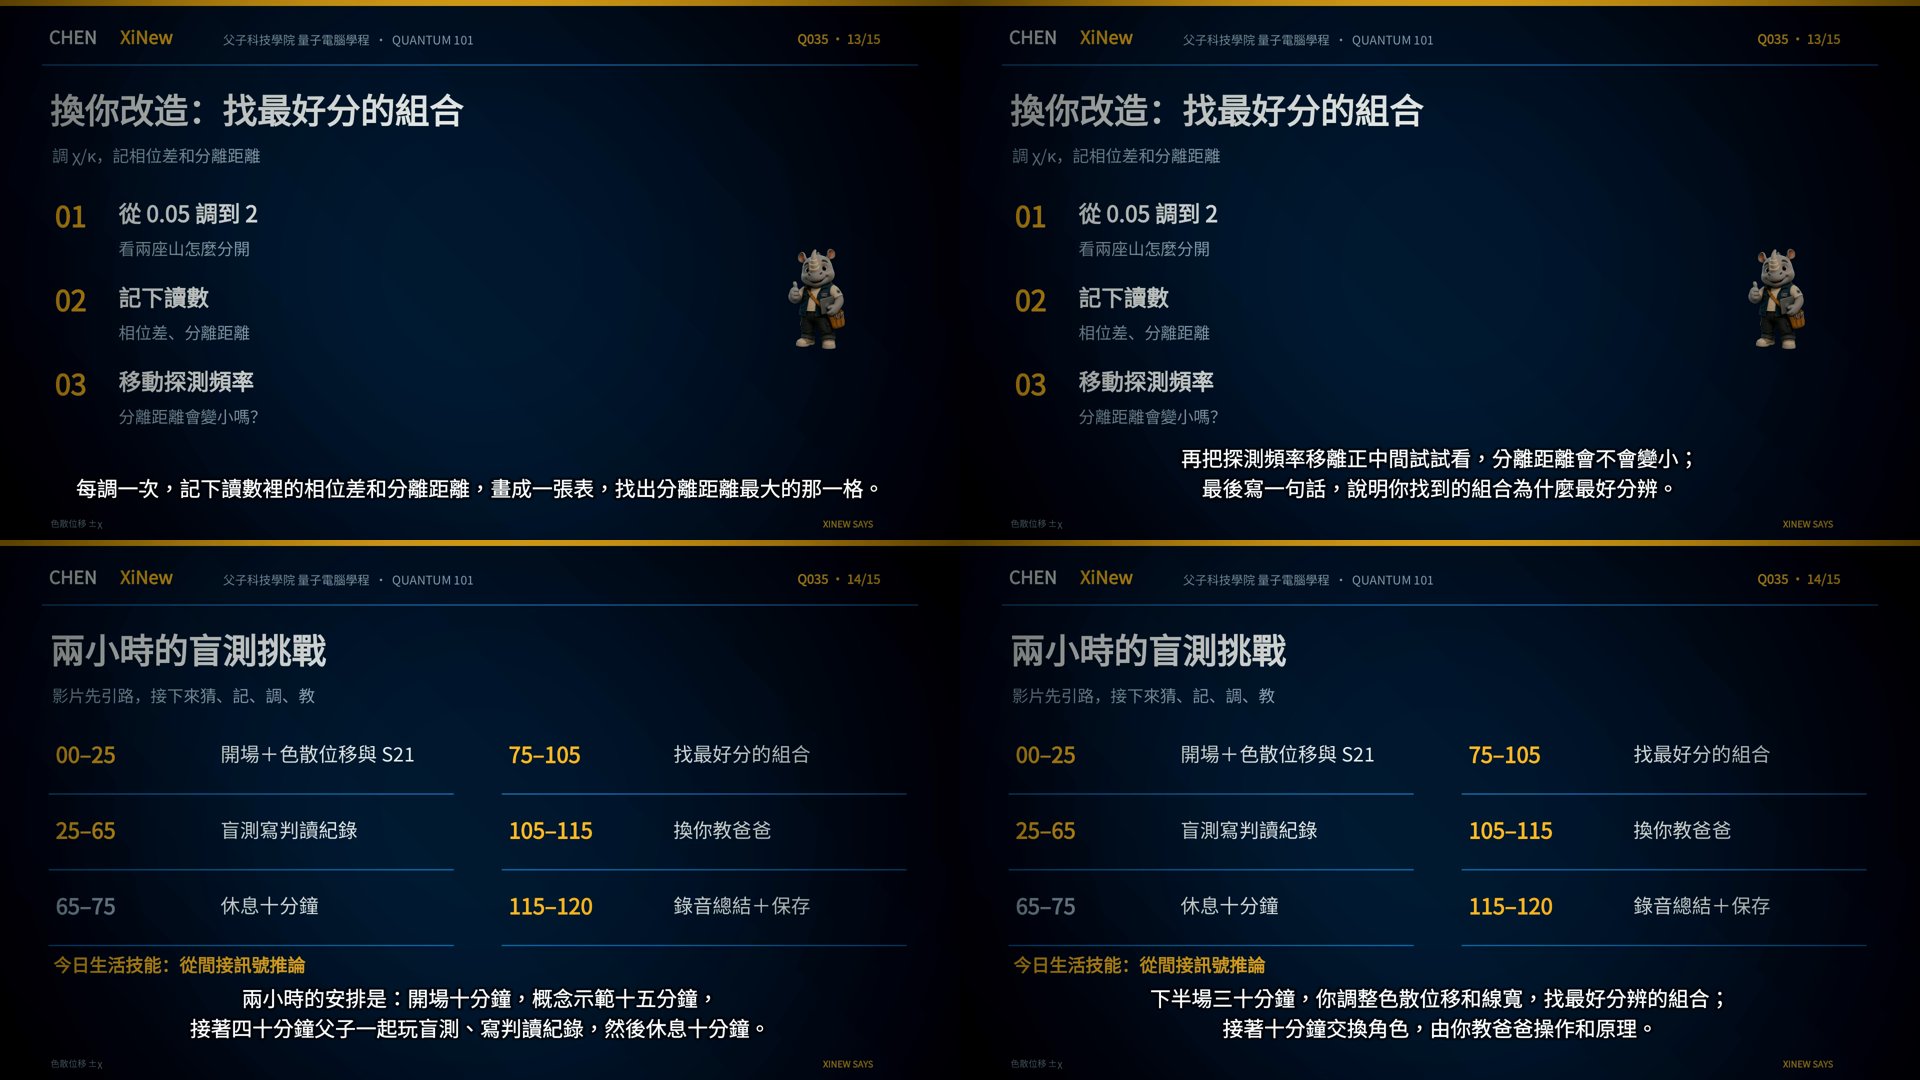 CHEN XiNew 父子科技學院 量子電腦學程 · QUANTUM 101 Q035 · 13/15
換你改造：找最好分的組合
調 χ/κ，記相位差和分離距離
01 從 0.05 調到 2
看兩座山怎麼分開
02 記下讀數
相位差、分離距離
03 移動探測頻率
分離距離會變小嗎？
每調一次，記下讀數裡的相位差和分離距離，畫成一張表，找出分離距離最大的那一格。
色散位移 ±χ XINEW SAYS
CHEN XiNew 父子科技學院 量子電腦學程 · QUANTUM 101 Q035 · 13/15
換你改造：找最好分的組合
調 χ/κ，記相位差和分離距離
01 從 0.05 調到 2
看兩座山怎麼分開
02 記下讀數
相位差、分離距離
03 移動探測頻率
分離距離會變小嗎？
再把探測頻率移離正中間試試看，分離距離會不會變小；
最後寫一句話，說明你找到的組合為什麼最好分辨。
色散位移 ±χ XINEW SAYS
CHEN XiNew 父子科技學院 量子電腦學程 · QUANTUM 101 Q035 · 14/15
兩小時的盲測挑戰
影片先引路，接下來猜、記、調、教
00–25 開場＋色散位移與 S21 75–105 找最好分的組合
25–65 盲測寫判讀紀錄 105–115 換你教爸爸
65–75 休息十分鐘 115–120 錄音總結＋保存
今日生活技能：從間接訊號推論
兩小時的安排是：開場十分鐘，概念示範十五分鐘，
接著四十分鐘父子一起玩盲測、寫判讀紀錄，然後休息十分鐘。
色散位移 ±χ XINEW SAYS
CHEN XiNew 父子科技學院 量子電腦學程 · QUANTUM 101 Q035 · 14/15
兩小時的盲測挑戰
影片先引路，接下來猜、記、調、教
00–25 開場＋色散位移與 S21 75–105 找最好分的組合
25–65 盲測寫判讀紀錄 105–115 換你教爸爸
65–75 休息十分鐘 115–120 錄音總結＋保存
今日生活技能：從間接訊號推論
下半場三十分鐘，你調整色散位移和線寬，找最好分辨的組合；
接著十分鐘交換角色，由你教爸爸操作和原理。
色散位移 ±χ XINEW SAYS